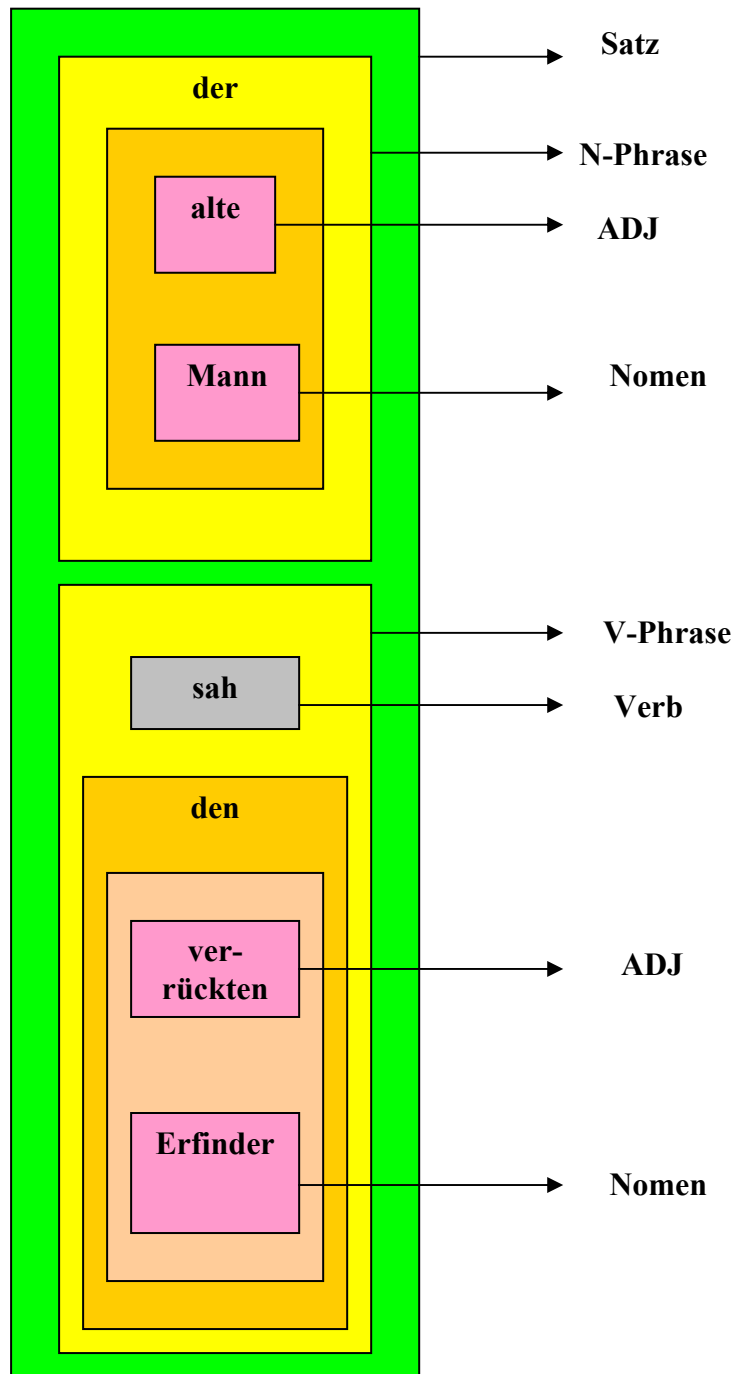 Satz
der
N-Phrase
alte
ADJ
Mann
Nomen
V-Phrase
sah
Verb
den
ver-
rückten
ADJ
Erfinder
Nomen